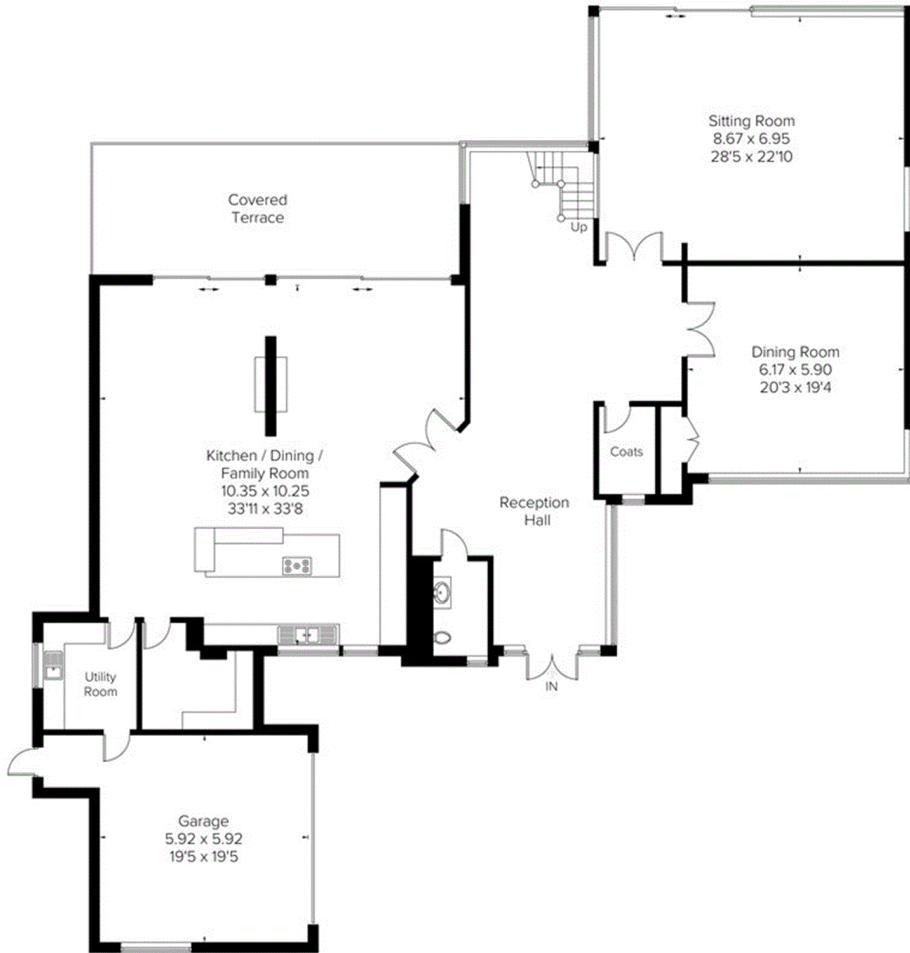 Sitting Room
8.67 x 6.95
28'5 x 22'10
Covered
Terrace
Up
Dining Room
6.17 x 5.90
20'3 x 19'4
Kitchen / Dining /
Family Room
10.35 x 10.25
33'11 x 33'8
Coats
Reception
Hall
Utility
Room
IN
Garage
5.92 x 5.92
19'5 x 19'5